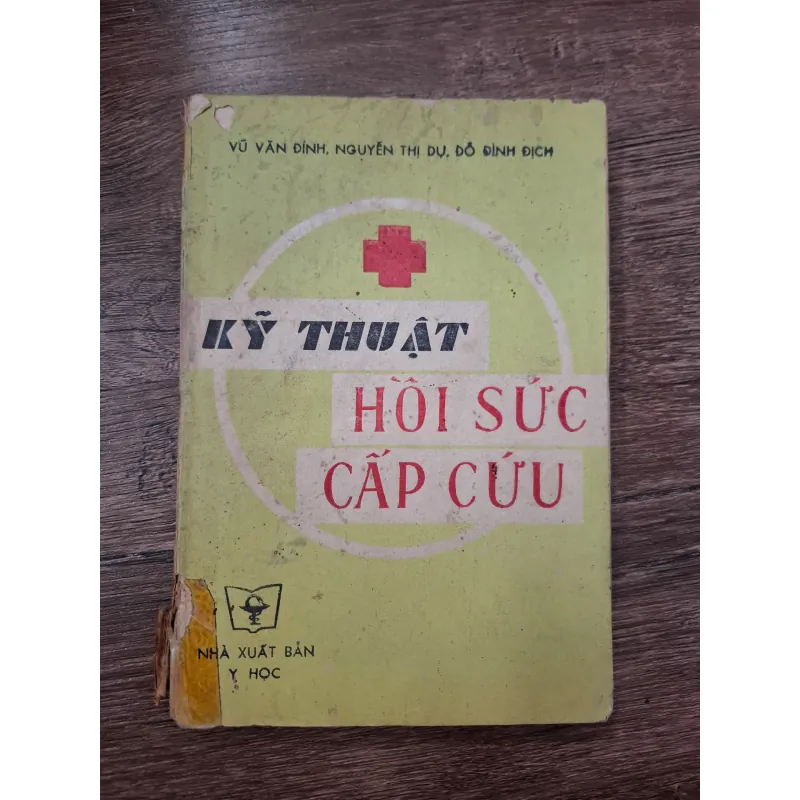 VŨ VĂN ĐÍNH, NGUYỄN THỊ DỤ, ĐỖ ĐÌNH ĐỊCH
KỸ THUẬT
HỒI SỨC
CẤP CỨU
NHÀ XUẤT BẢN
Y HỌC